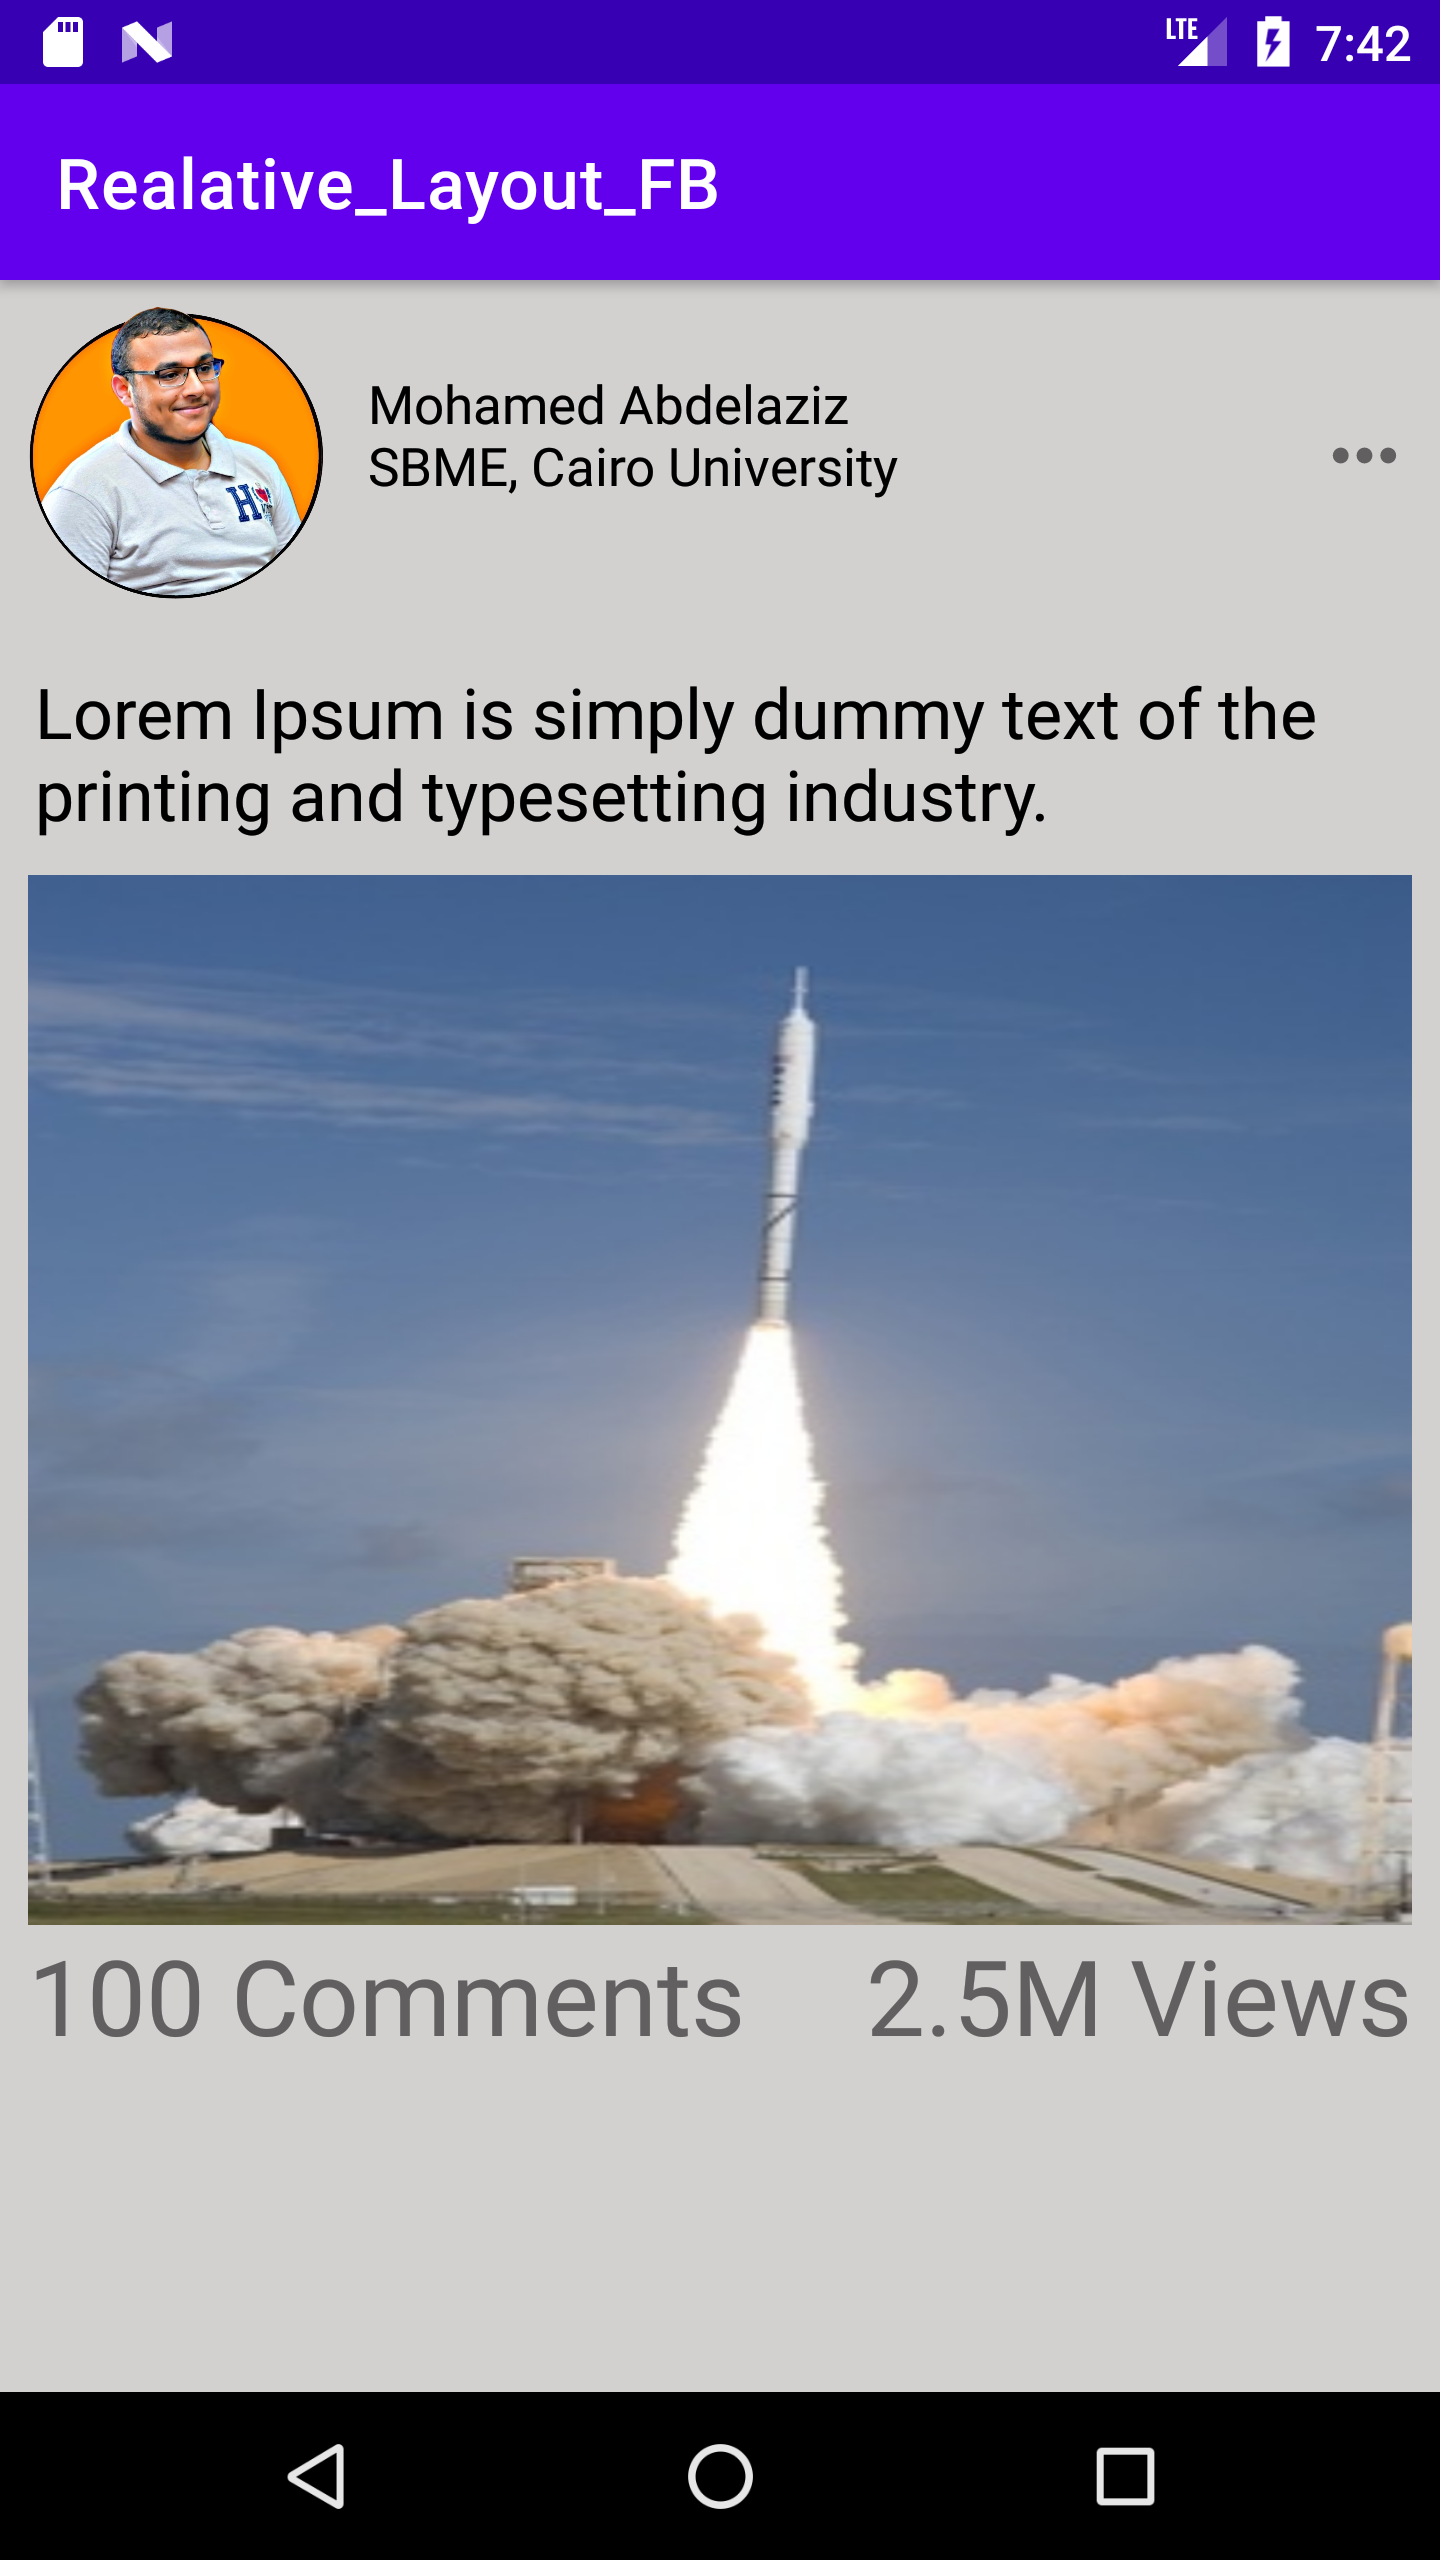 LTE 7:42
Realative_Layout_FB
Mohamed Abdelaziz
SBME, Cairo University
Lorem Ipsum is simply dummy text of the
printing and typesetting industry.
100 Comments 2.5M Views